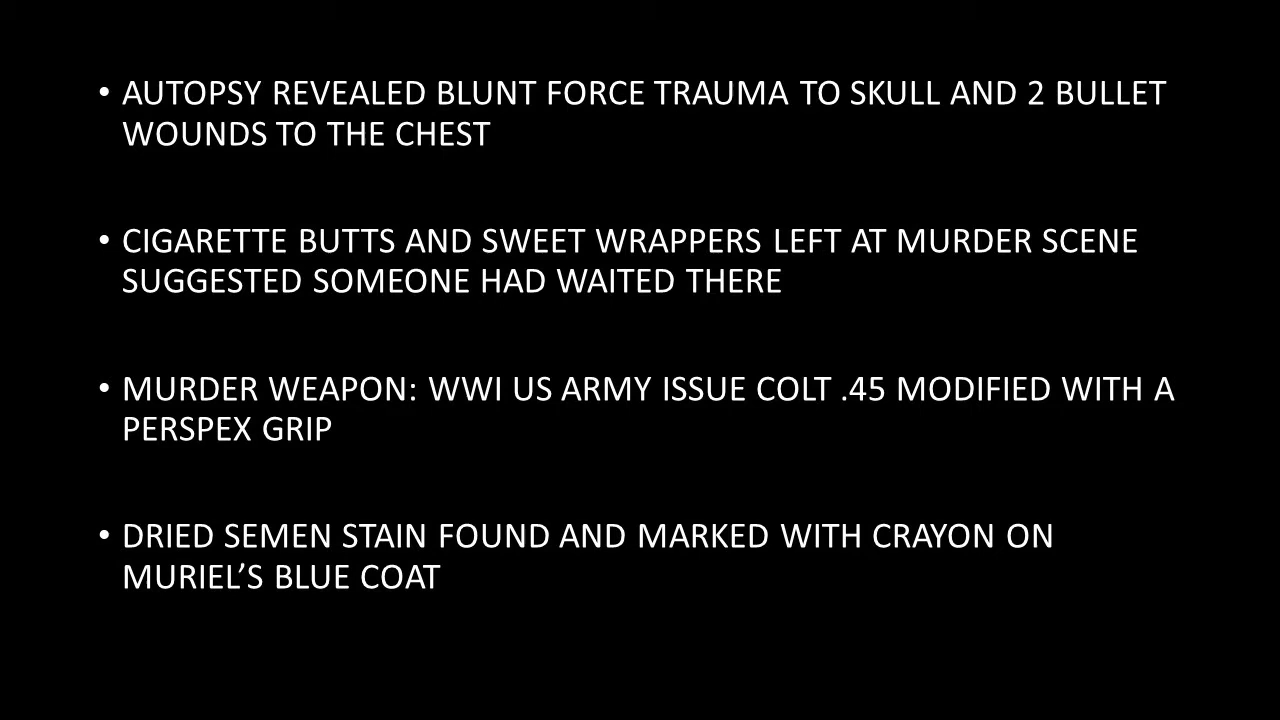 • AUTOPSY REVEALED BLUNT FORCE TRAUMA TO SKULL AND 2 BULLET
WOUNDS TO THE CHEST
• CIGARETTE BUTTS AND SWEET WRAPPERS LEFT AT MURDER SCENE
SUGGESTED SOMEONE HAD WAITED THERE
• MURDER WEAPON: WWI US ARMY ISSUE COLT .45 MODIFIED WITH A
PERSPEX GRIP
• DRIED SEMEN STAIN FOUND AND MARKED WITH CRAYON ON
MURIEL’S BLUE COAT